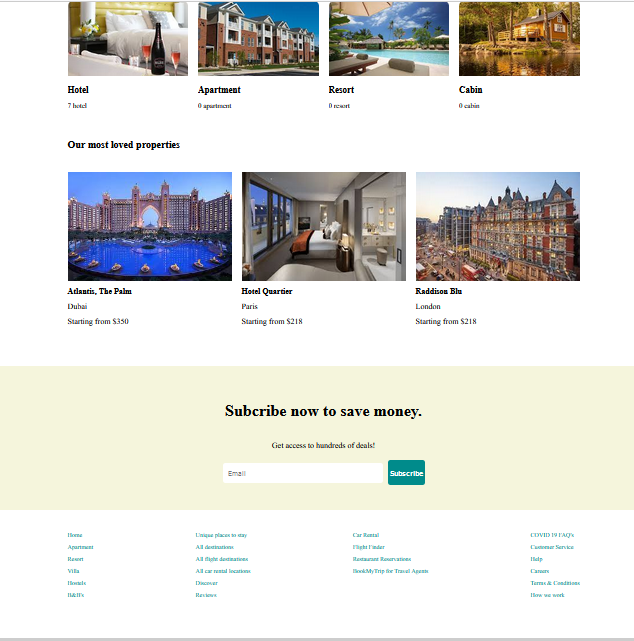 Hotel
Apartment
Resort
Cabin
7 hotel
0 apartment
0 resort
0 cabin
Our most loved properties
Atlantis, The Palm
Hotel Quartier
Raddison Blu
Dubai
Paris
London
Starting from $350
Starting from $218
Starting from $218
Subcribe now to save money.
Get access to hundreds of deals!
Email
Subscribe
Home
Unique places to stay
Car Rental
COVID 19 FAQ's
Apartment
All destinations
Flight Finder
Customer Service
Resort
All flight destinations
Restaurant Reservations
Help
Villa
All car rental locations
BookMyTrip for Travel Agents
Careers
Hostels
Discover
Terms & Conditions
B&B's
Reviews
How we work